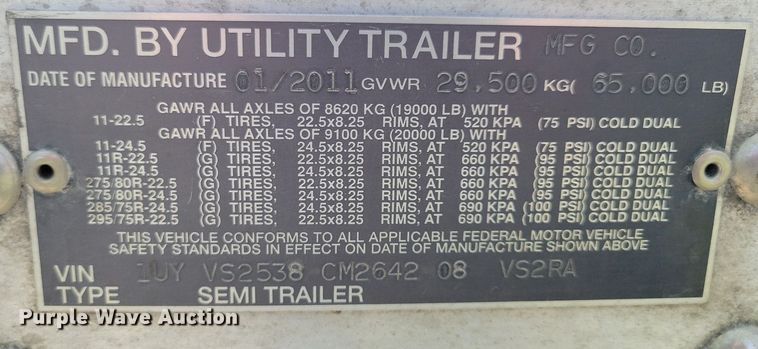 MFD. BY UTILITY TRAILER MFG CO.
DATE OF MANUFACTURE 01/2011 GVWR 29,500 KG( 65,000 LB)
GAWR ALL AXLES OF 8620 KG (19000 LB) WITH
11-22.5 (F) TIRES, 22.5x8.25 RIMS, AT 520 KPA (75 PSI) COLD DUAL
GAWR ALL AXLES OF 9100 KG (20000 LB) WITH
11-24.5 (F) TIRES, 24.5x8.25 RIMS, AT 520 KPA (75 PSI) COLD DUAL
11R-22.5 (G) TIRES, 22.5x8.25 RIMS, AT 660 KPA (95 PSI) COLD DUAL
11R-24.5 (G) TIRES, 24.5x8.25 RIMS, AT 660 KPA (95 PSI) COLD DUAL
275/80R-22.5 (G) TIRES, 22.5x8.25 RIMS, AT 660 KPA (95 PSI) COLD DUAL
275/80R-24.5 (G) TIRES, 24.5x8.25 RIMS, AT 660 KPA (95 PSI) COLD DUAL
285/75R-24.5 (G) TIRES, 24.5x8.25 RIMS, AT 690 KPA (100 PSI) COLD DUAL
295/75R-22.5 (G) TIRES, 22.5x8.25 RIMS, AT 690 KPA (100 PSI) COLD DUAL
THIS VEHICLE CONFORMS TO ALL APPLICABLE FEDERAL MOTOR VEHICLE
SAFETY STANDARDS IN EFFECT ON DATE OF MANUFACTURE SHOWN ABOVE
VIN 1UY VS2538 CM2642 08 VS2RA
TYPE SEMI TRAILER
Purple Wave Auction